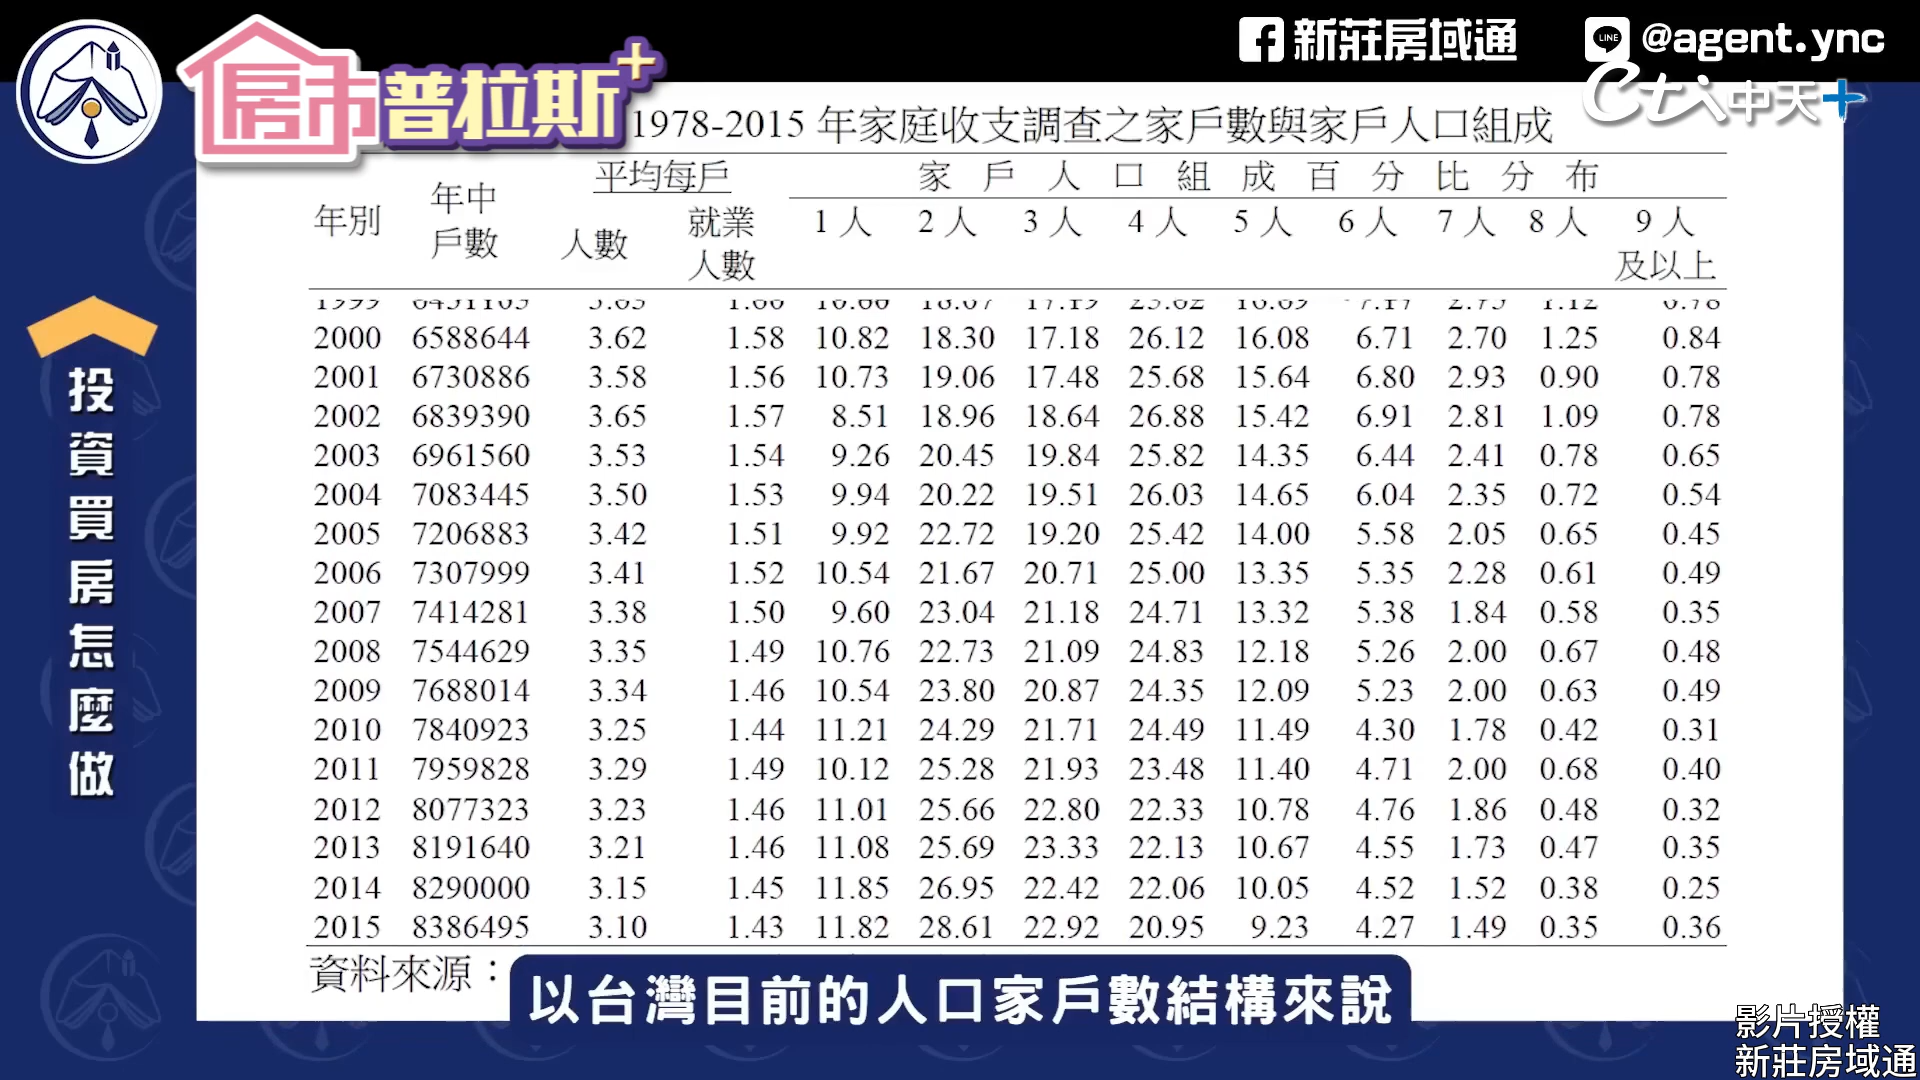 新莊房域通
LINE
@agent.ync
房市普拉斯+
cti中天+
1978-2015 年家庭收支調查之家戶數與家戶人口組成
年別 年中戶數 平均每戶 家戶人口組成百分比分布
人數 就業人數 1人 2人 3人 4人 5人 6人 7人 8人 9人及以上
2000 6588644 3.62 1.58 10.82 18.30 17.18 26.12 16.08 6.71 2.70 1.25 0.84
2001 6730886 3.58 1.56 10.73 19.06 17.48 25.68 15.64 6.80 2.93 0.90 0.78
2002 6839390 3.65 1.57 8.51 18.96 18.64 26.88 15.42 6.91 2.81 1.09 0.78
2003 6961560 3.53 1.54 9.26 20.45 19.84 25.82 14.35 6.44 2.41 0.78 0.65
2004 7083445 3.50 1.53 9.94 20.22 19.51 26.03 14.65 6.04 2.35 0.72 0.54
2005 7206883 3.42 1.51 9.92 22.72 19.20 25.42 14.00 5.58 2.05 0.65 0.45
2006 7307999 3.41 1.52 10.54 21.67 20.71 25.00 13.35 5.35 2.28 0.61 0.49
2007 7414281 3.38 1.50 9.60 23.04 21.18 24.71 13.32 5.38 1.84 0.58 0.35
2008 7544629 3.35 1.49 10.76 22.73 21.09 24.83 12.18 5.26 2.00 0.67 0.48
2009 7688014 3.34 1.46 10.54 23.80 20.87 24.35 12.09 5.23 2.00 0.63 0.49
2010 7840923 3.25 1.44 11.21 24.29 21.71 24.49 11.49 4.30 1.78 0.42 0.31
2011 7959828 3.29 1.49 10.12 25.28 21.93 23.48 11.40 4.71 2.00 0.68 0.40
2012 8077323 3.23 1.46 11.01 25.66 22.80 22.33 10.78 4.76 1.86 0.48 0.32
2013 8191640 3.21 1.46 11.08 25.69 23.33 22.13 10.67 4.55 1.73 0.47 0.35
2014 8290000 3.15 1.45 11.85 26.95 22.42 22.06 10.05 4.52 1.52 0.38 0.25
2015 8386495 3.10 1.43 11.82 28.61 22.92 20.95 9.23 4.27 1.49 0.35 0.36
資料來源：
投資買房怎麼做
以台灣目前的人口家戶數結構來說
影片授權
新莊房域通